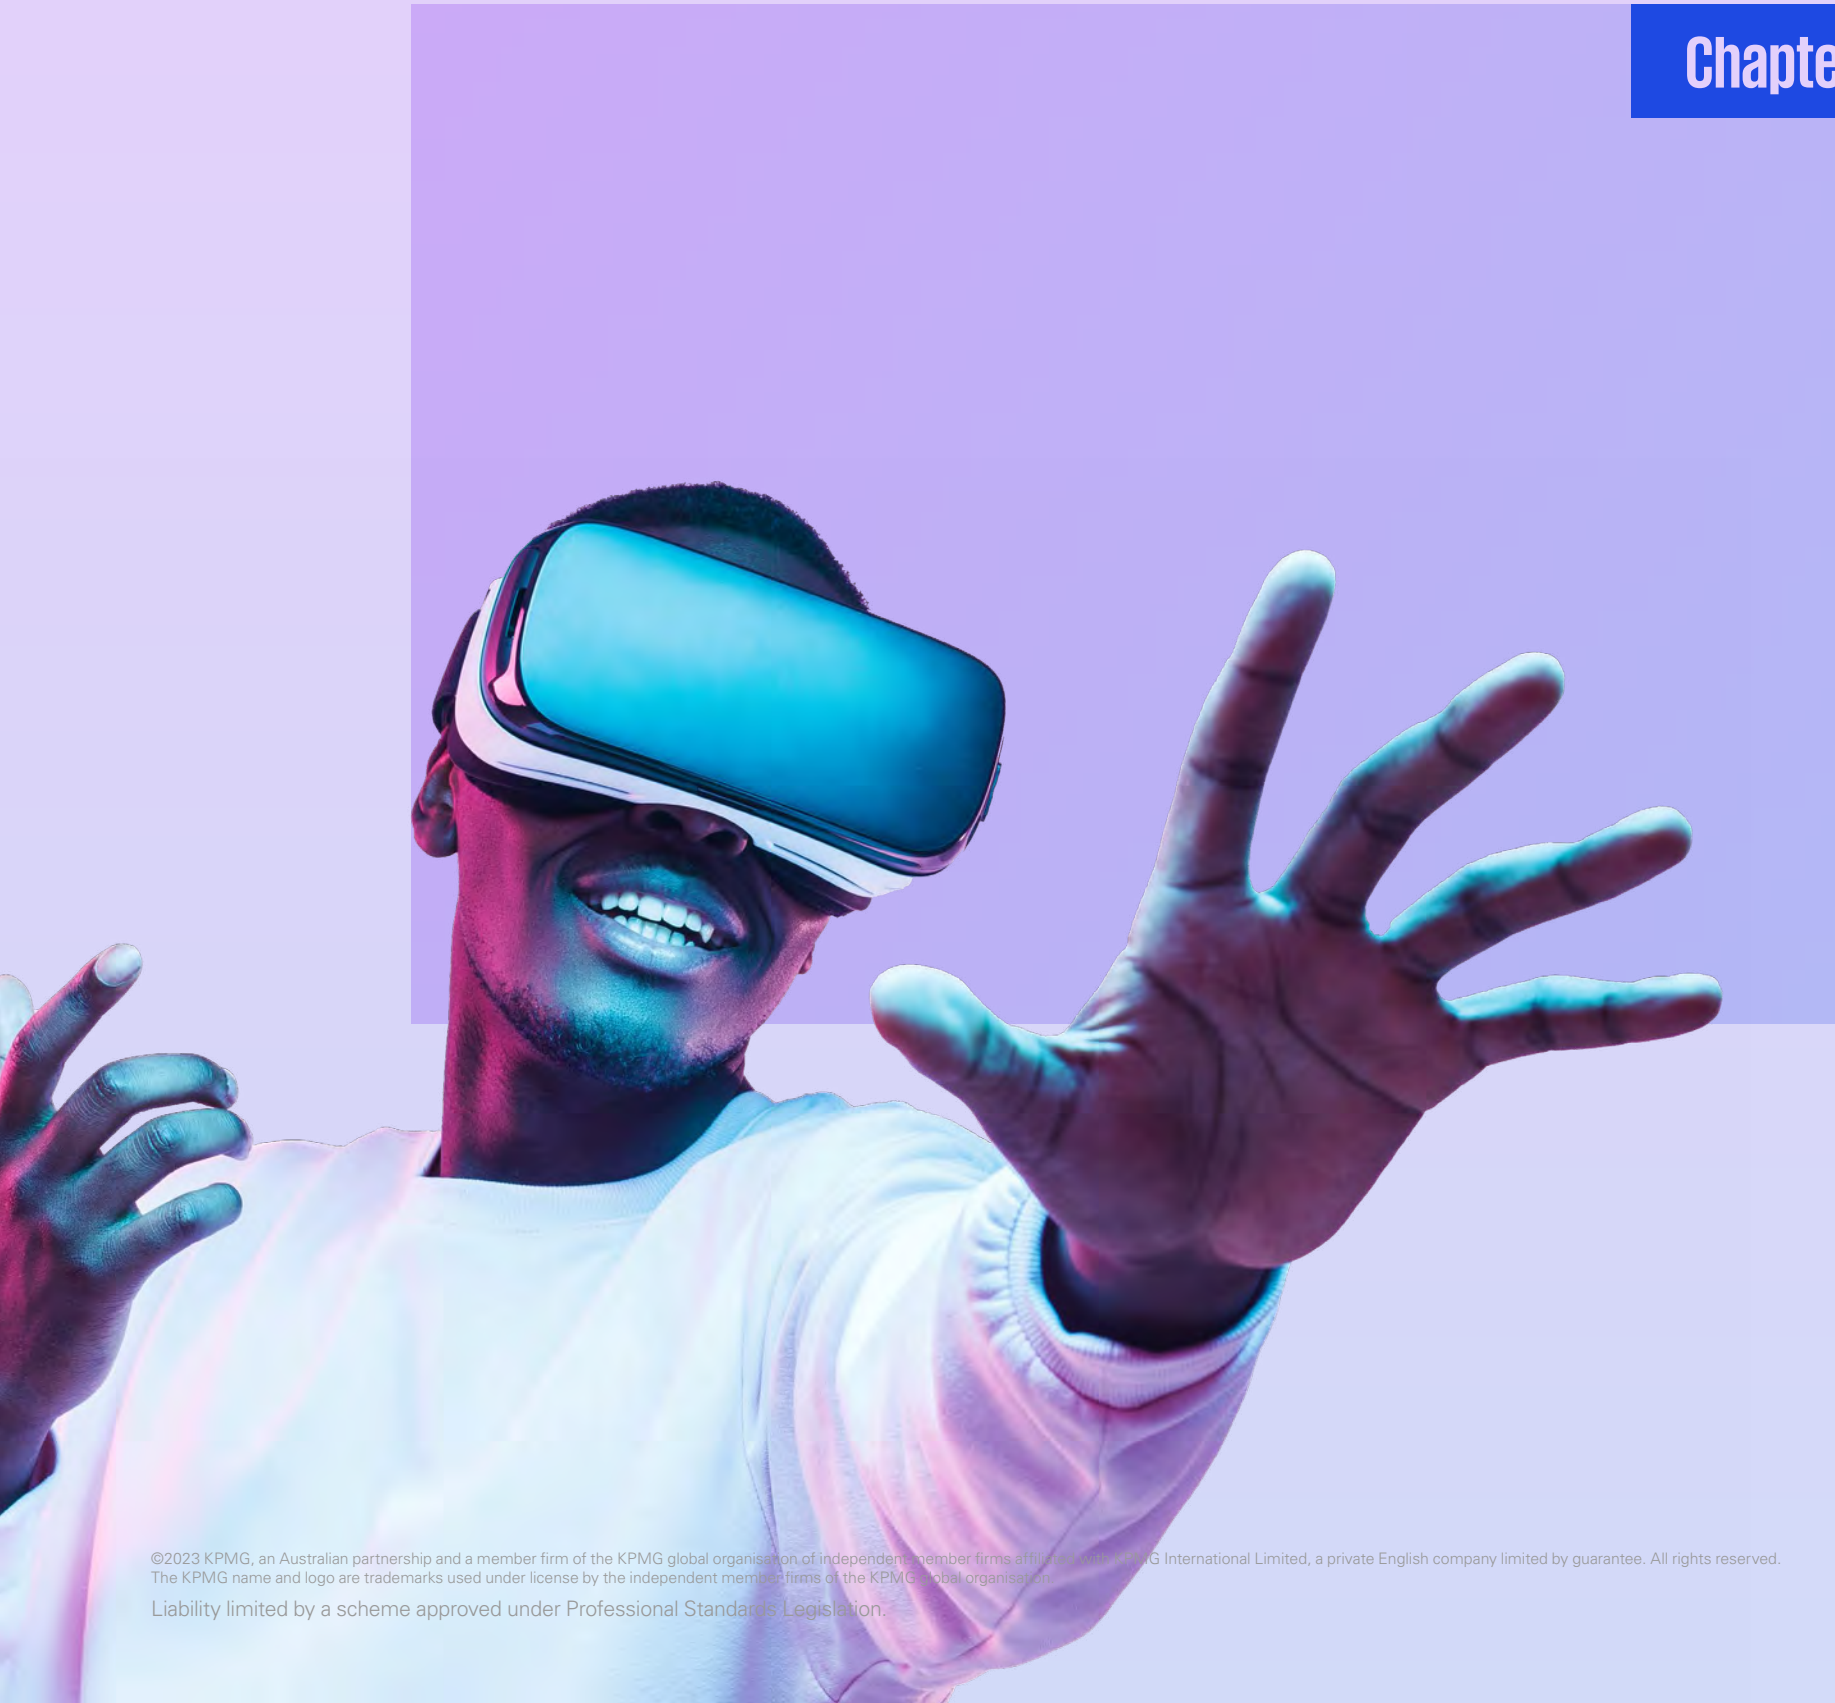 Chapte
©2023 KPMG, an Australian partnership and a member firm of the KPMG global organisation of independent member firms affiliated with KPMG International Limited, a private English company limited by guarantee. All rights reserved.
The KPMG name and logo are trademarks used under license by the independent member firms of the KPMG global organisation.
Liability limited by a scheme approved under Professional Standards Legislation.